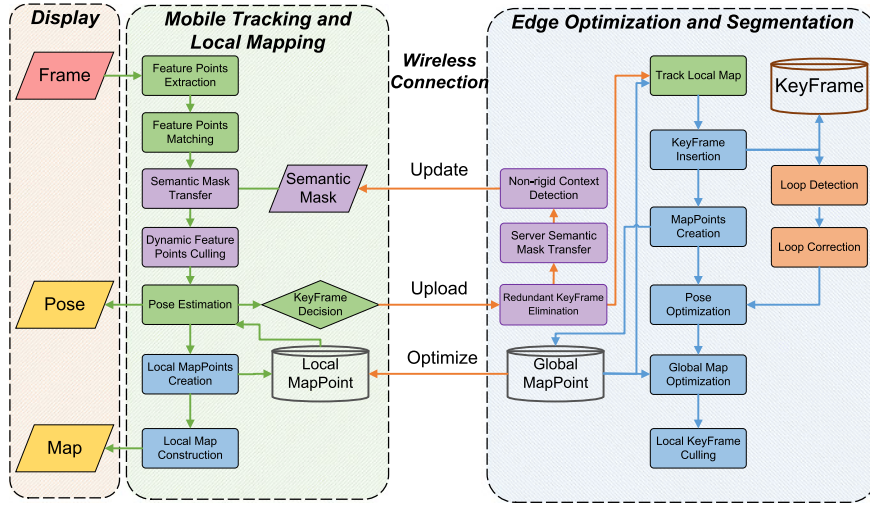 Display
Mobile Tracking and
Local Mapping
Wireless
Connection
Edge Optimization and Segmentation
Frame
Feature Points
Extraction
Feature Points
Matching
Semantic Mask
Transfer
Semantic
Mask
Dynamic Feature
Points Culling
Pose
Pose Estimation
KeyFrame
Decision
Local MapPoints
Creation
Local
MapPoint
Map
Local Map
Construction
Update
Upload
Optimize
Non-rigid Context
Detection
Server Semantic
Mask Transfer
Redundant KeyFrame
Elimination
Global
MapPoint
Track Local Map
KeyFrame
Insertion
MapPoints
Creation
Pose
Optimization
Global Map
Optimization
Local KeyFrame
Culling
KeyFrame
Loop Detection
Loop Correction